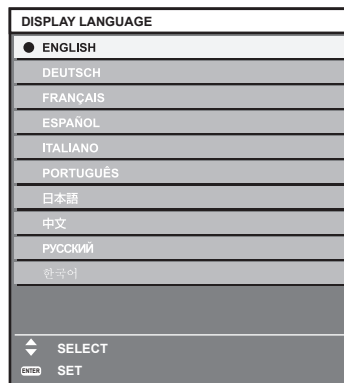 DISPLAY LANGUAGE
ENGLISH
DEUTSCH
FRANÇAIS
ESPAÑOL
ITALIANO
PORTUGUÊS
日本語
中文
РУССКИЙ
한국어
SELECT
ENTER SET